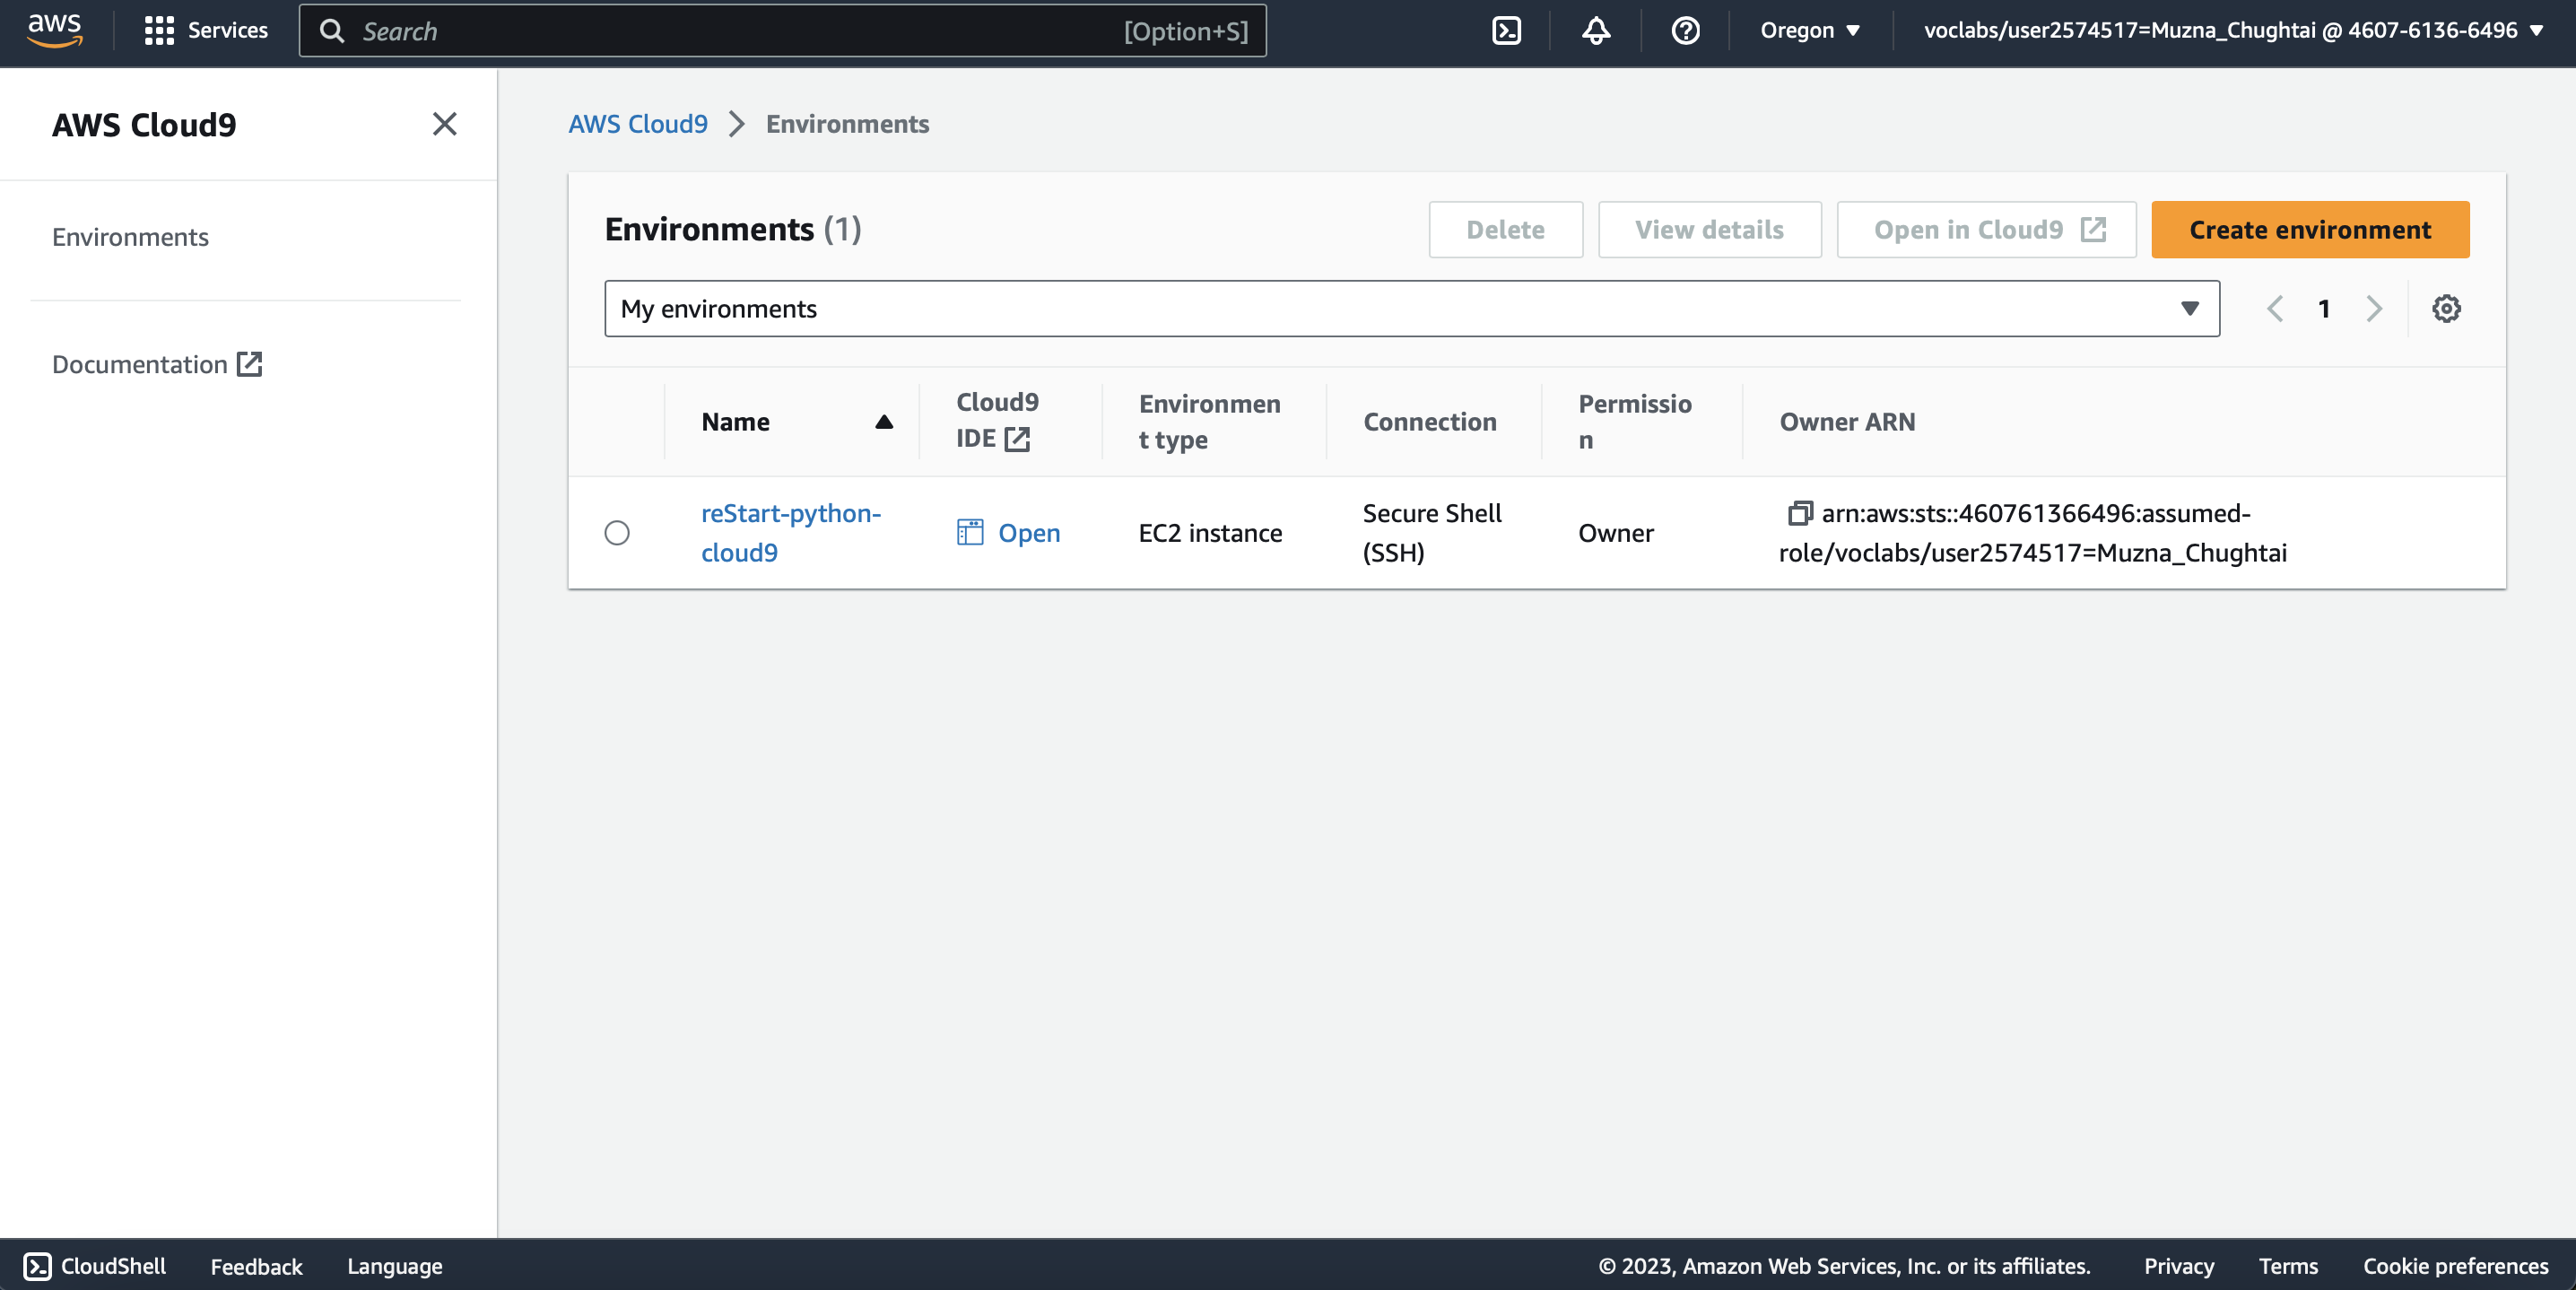 aws
Services
Search [Option+S]
Oregon
voclabs/user2574517=Muzna_Chughtai @ 4607-6136-6496
AWS Cloud9
Environments
Documentation
AWS Cloud9 > Environments
Environments (1)
Delete
View details
Open in Cloud9
Create environment
My environments
1
Name
Cloud9
IDE
Environmen
t type
Connection
Permissio
n
Owner ARN
reStart-python-
cloud9
Open
EC2 instance
Secure Shell
(SSH)
Owner
arn:aws:sts::460761366496:assumed-
role/voclabs/user2574517=Muzna_Chughtai
CloudShell
Feedback
Language
© 2023, Amazon Web Services, Inc. or its affiliates.
Privacy
Terms
Cookie preferences